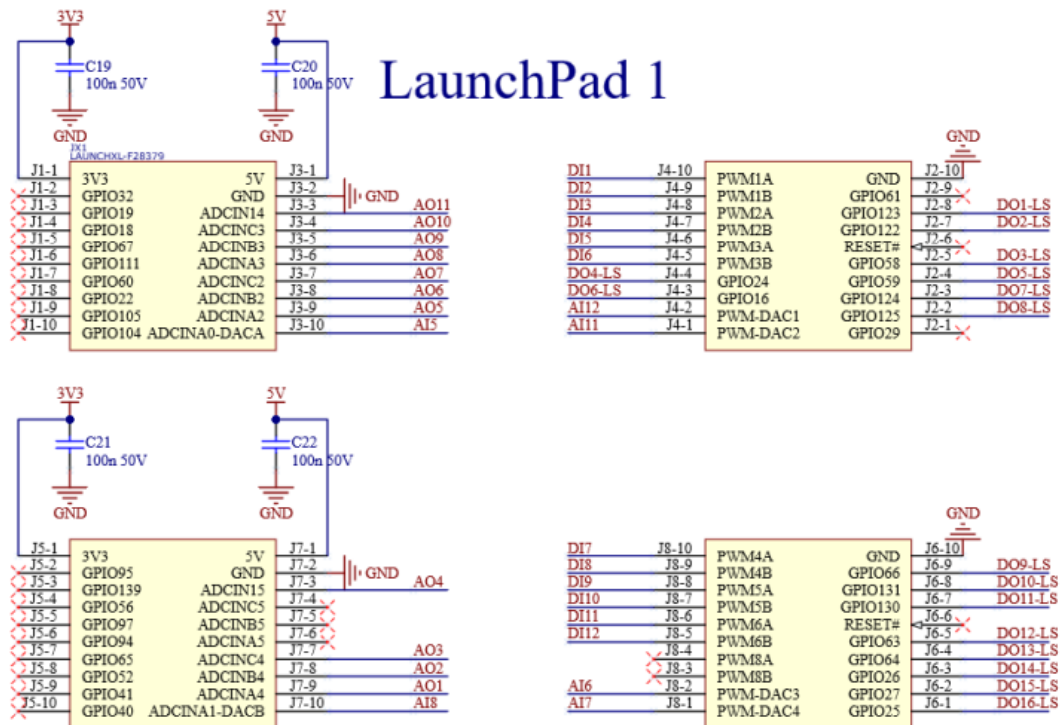 3V3 5V
C19 C20
100n 50V 100n 50V
LaunchPad 1
GND GND
JX1
LAUNCHXL-F28379
J1-1 3V3 5V J3-1
J1-2 GPIO32 GND J3-2 GND
J1-3 GPIO19 ADCIN14 J3-3 AO11
J1-4 GPIO18 ADCINC3 J3-4 AO10
J1-5 GPIO67 ADCINB3 J3-5 AO9
J1-6 GPIO111 ADCINA3 J3-6 AO8
J1-7 GPIO60 ADCINC2 J3-7 AO7
J1-8 GPIO22 ADCINB2 J3-8 AO6
J1-9 GPIO105 ADCINA2 J3-9 AO5
J1-10 GPIO104 ADCINA0-DACA J3-10 AI5
GND
DI1 J4-10 PWM1A GND J2-10
DI2 J4-9 PWM1B GPIO61 J2-9
DI3 J4-8 PWM2A GPIO123 J2-8 DO1-LS
DI4 J4-7 PWM2B GPIO122 J2-7 DO2-LS
DI5 J4-6 PWM3A RESET# J2-6
DI6 J4-5 PWM3B GPIO58 J2-5 DO3-LS
DO4-LS J4-4 GPIO24 GPIO59 J2-4 DO5-LS
DO6-LS J4-3 GPIO16 GPIO124 J2-3 DO7-LS
AI12 J4-2 PWM-DAC1 GPIO125 J2-2 DO8-LS
AI11 J4-1 PWM-DAC2 GPIO29 J2-1
3V3 5V
C21 C22
100n 50V 100n 50V
GND GND
J5-1 3V3 5V J7-1
J5-2 GPIO95 GND J7-2 GND
J5-3 GPIO139 ADCIN15 J7-3 AO4
J5-4 GPIO56 ADCINC5 J7-4
J5-5 GPIO97 ADCINB5 J7-5
J5-6 GPIO94 ADCINA5 J7-6
J5-7 GPIO65 ADCINC4 J7-7 AO3
J5-8 GPIO52 ADCINB4 J7-8 AO2
J5-9 GPIO41 ADCINA4 J7-9 AO1
J5-10 GPIO40 ADCINA1-DACB J7-10 AI8
GND
DI7 J8-10 PWM4A GND J6-10
DI8 J8-9 PWM4B GPIO66 J6-9 DO9-LS
DI9 J8-8 PWM5A GPIO131 J6-8 DO10-LS
DI10 J8-7 PWM5B GPIO130 J6-7 DO11-LS
DI11 J8-6 PWM6A RESET# J6-6
DI12 J8-5 PWM6B GPIO63 J6-5 DO12-LS
J8-4 PWM8A GPIO64 J6-4 DO13-LS
J8-3 PWM8B GPIO26 J6-3 DO14-LS
AI6 J8-2 PWM-DAC3 GPIO27 J6-2 DO15-LS
AI7 J8-1 PWM-DAC4 GPIO25 J6-1 DO16-LS